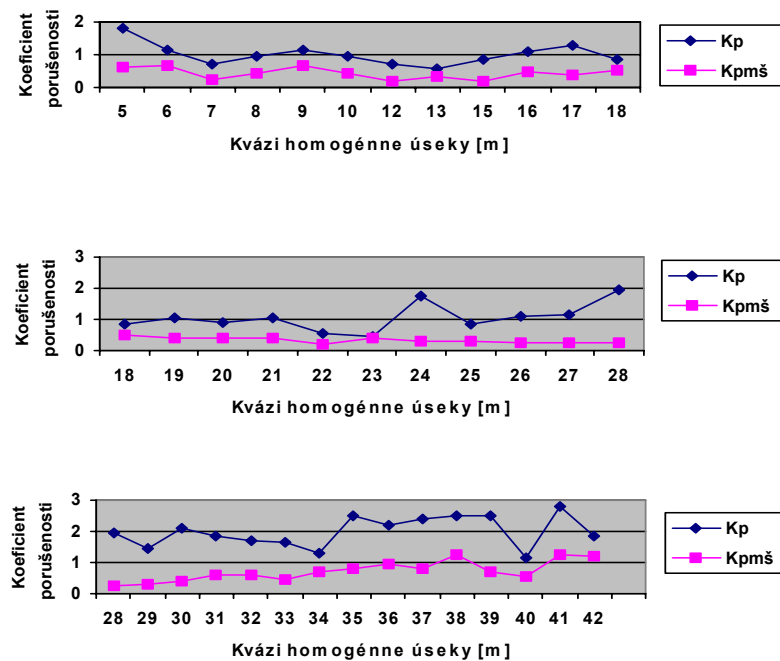 Koeficient
porušenosti
2
1
0
5 6 7 8 9 10 12 13 15 16 17 18
Kvázi homogénne úseky [m]
Kp
Kpmš
Koeficient
porušenosti
3
2
1
0
18 19 20 21 22 23 24 25 26 27 28
Kvázi homogénne úseky [m]
Kp
Kpmš
Koeficient
porušenosti
3
2
1
0
28 29 30 31 32 33 34 35 36 37 38 39 40 41 42
Kvázi homogénne úseky [m]
Kp
Kpmš